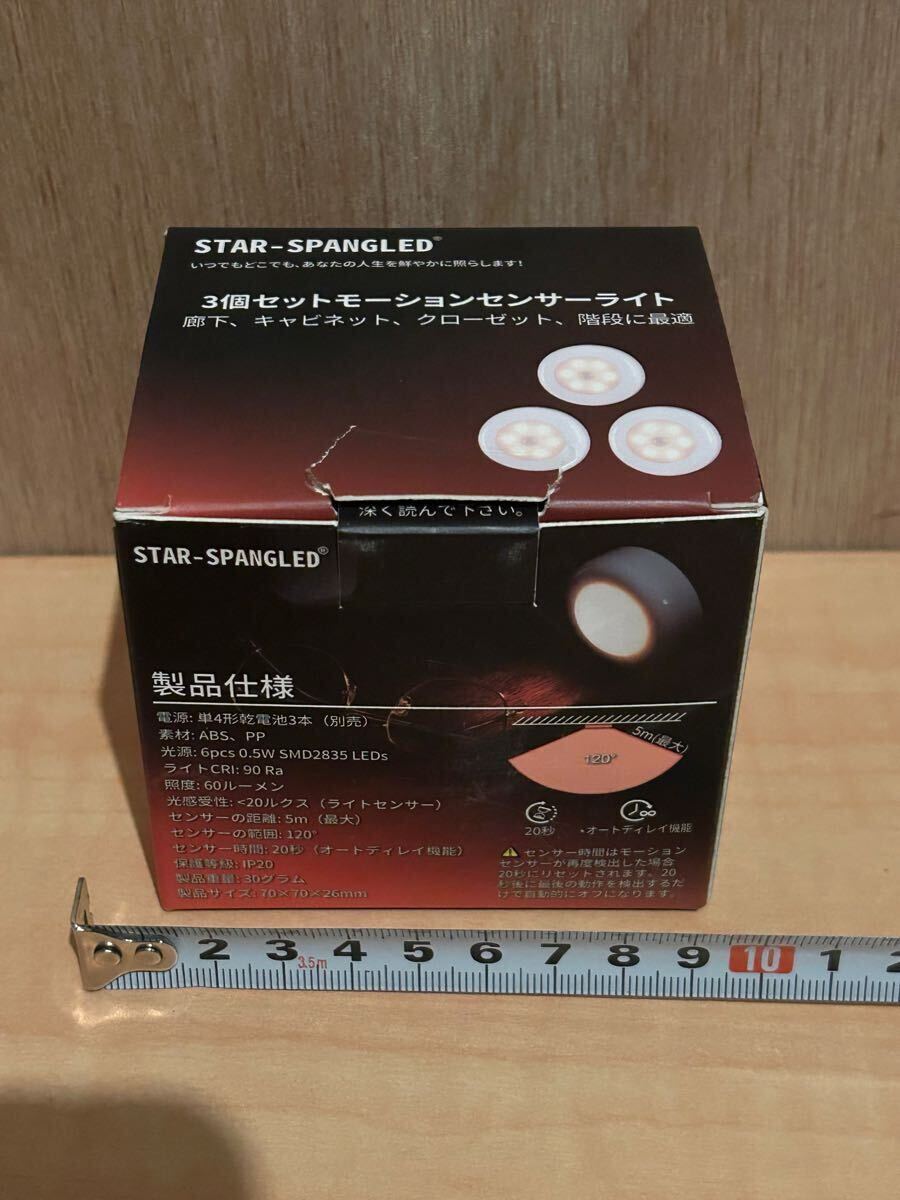 STAR-SPANGLED®
いつでもどこでも、あなたの人生を鮮やかに照らします!
3個セットモーションセンサーライト
廊下、キャビネット、クローゼット、階段に最適
深く読んで下さい。
STAR-SPANGLED®
製品仕様
電源: 単4形乾電池3本（別売）
素材: ABS、PP
光源: 6pcs 0.5W SMD2835 LEDs
ライトCRI: 90 Ra
照度: 60ルーメン
光感受性: <20ルクス（ライトセンサー）
センサーの距離: 5m（最大）
センサーの範囲: 120°
センサー時間: 20秒（オートディレイ機能）
保護等級: IP20
製品重量: 30グラム
製品サイズ: 70×70×26mm
5m(最大)
120°
20秒
•オートディレイ機能
センサー時間はモーション
センサーが再度検出した場合
20秒にリセットされます。20
秒後に最後の動作を検出するだ
けで自動的にオフになります。
2 3 4 5 6 7 8 9 10 1 2
3.5m